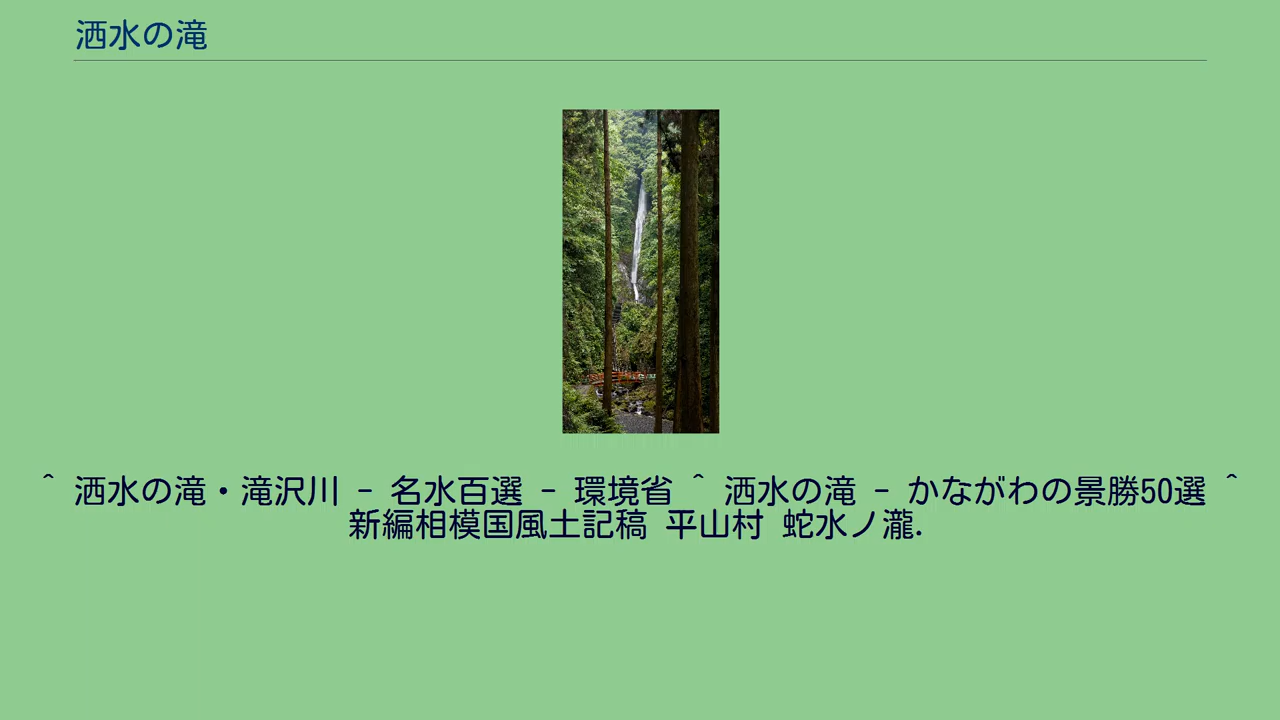 洒水の滝
^ 洒水の滝・滝沢川 - 名水百選 - 環境省 ^ 洒水の滝 - かながわの景勝50選 ^
新編相模国風土記稿 平山村 蛇水ノ瀧.